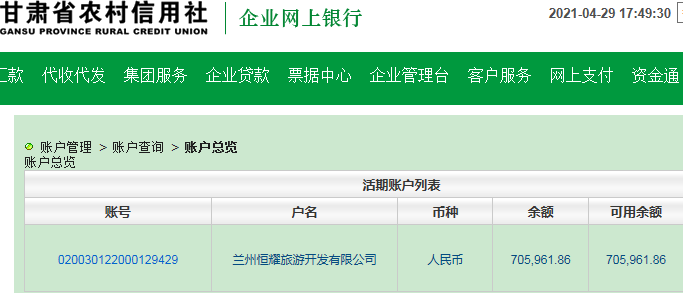 甘肃省农村信用社 企业网上银行 2021-04-29 17:49:30
GANSU PROVINCE RURAL CREDIT UNION
汇款 代收代发 集团服务 企业贷款 票据中心 企业管理台 客户服务 网上支付 资金通
账户管理 > 账户查询 > 账户总览
账户总览
活期账户列表
账号 户名 币种 余额 可用余额
020030122000129429 兰州恒耀旅游开发有限公司 人民币 705,961.86 705,961.86